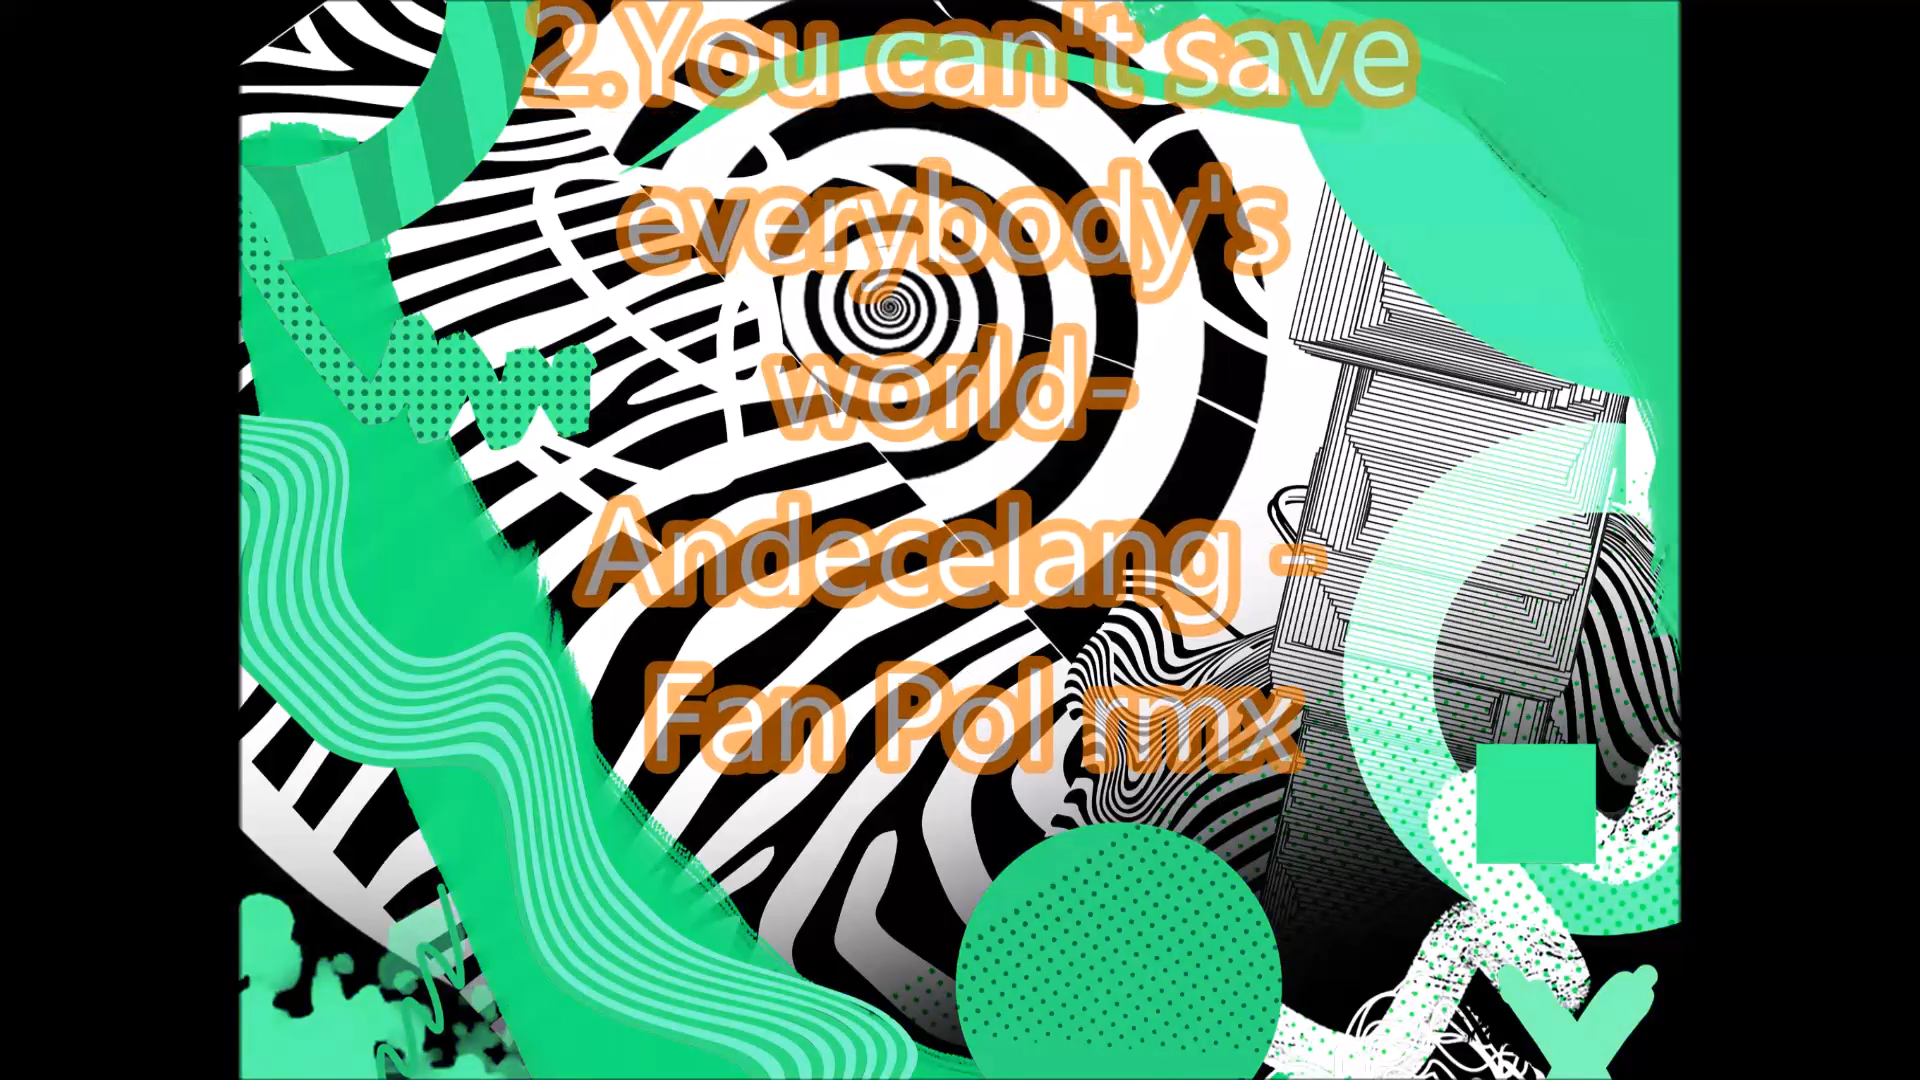 2.You can't save
everybody's
world-
Andecelang -
Fan Pol rmx